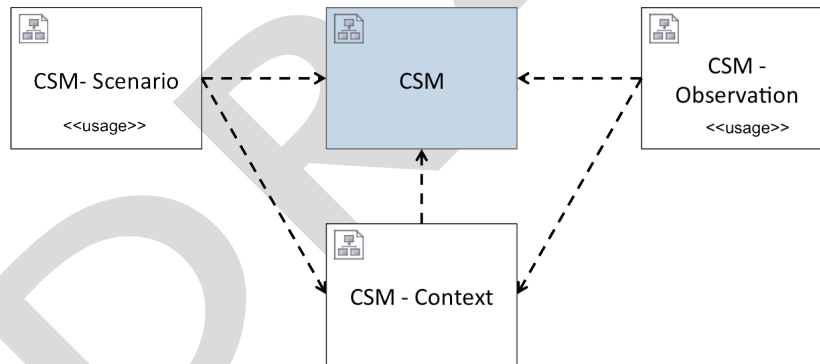 CSM- Scenario
<<usage>>
CSM
CSM -
Observation
<<usage>>
CSM - Context